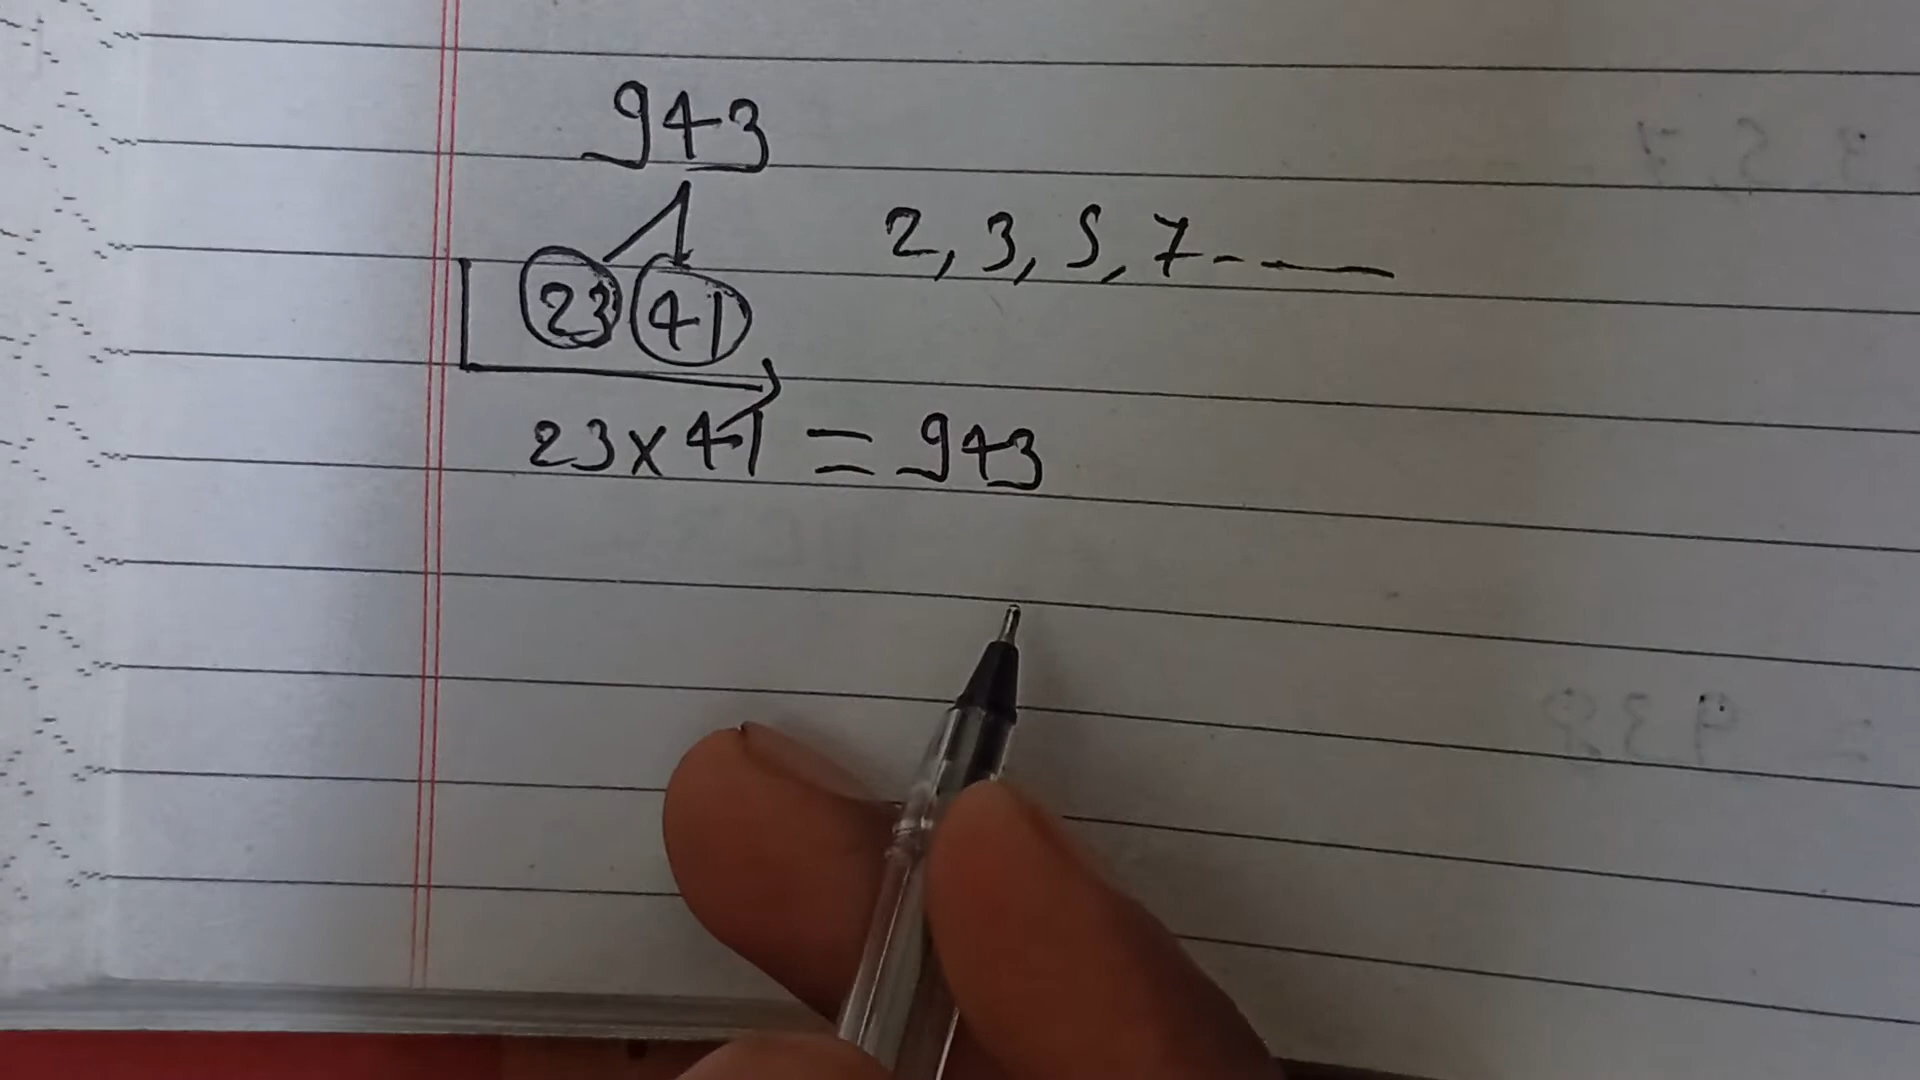 943
2, 3, 5, 7 - - —
23 41
23 x 41 = 943